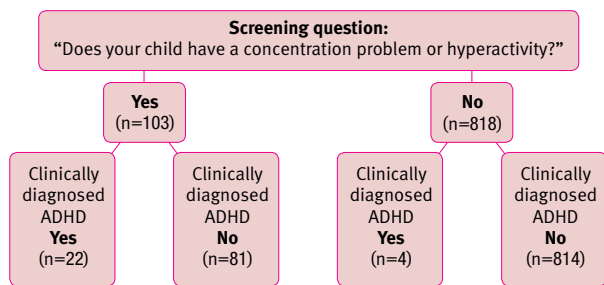 Screening question:
“Does your child have a concentration problem or hyperactivity?”
Yes
(n=103)
No
(n=818)
Clinically
diagnosed
ADHD
Yes
(n=22)
Clinically
diagnosed
ADHD
No
(n=81)
Clinically
diagnosed
ADHD
Yes
(n=4)
Clinically
diagnosed
ADHD
No
(n=814)